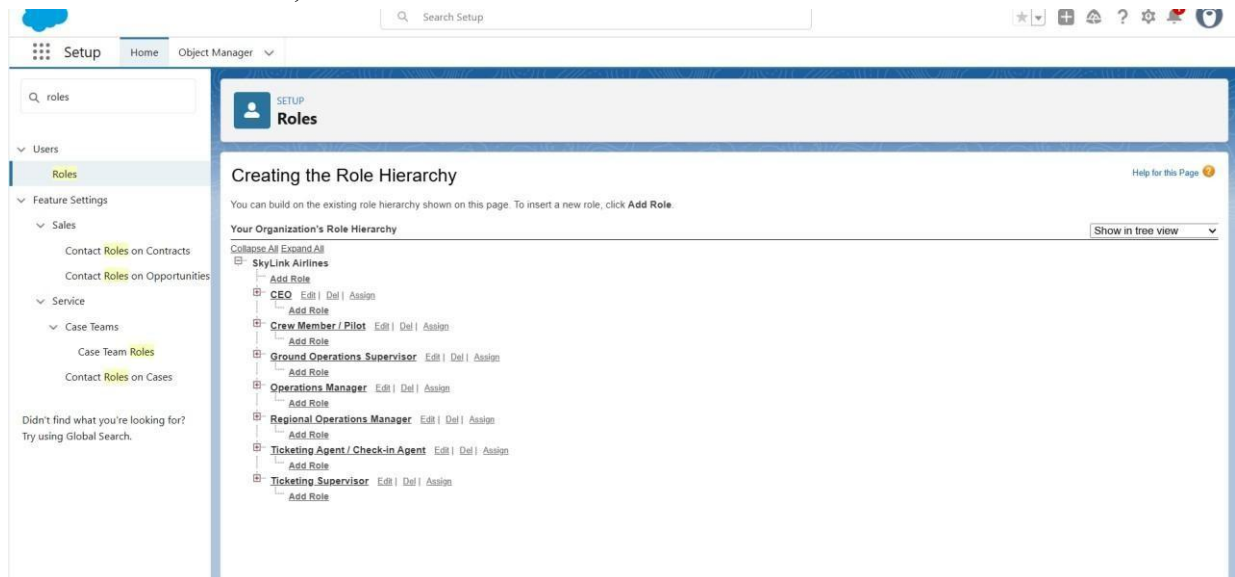 Search Setup
Setup Home Object Manager
roles
SETUP
Roles
Users
Roles
Feature Settings
Sales
Contact Roles on Contracts
Contact Roles on Opportunities
Service
Case Teams
Case Team Roles
Contact Roles on Cases
Didn't find what you're looking for?
Try using Global Search.
Creating the Role Hierarchy
Help for this Page
You can build on the existing role hierarchy shown on this page. To insert a new role, click Add Role.
Your Organization's Role Hierarchy
Show in tree view
Collapse All Expand All
SkyLink Airlines
Add Role
CEO Edit | Del | Assign
Add Role
Crew Member / Pilot Edit | Del | Assign
Add Role
Ground Operations Supervisor Edit | Del | Assign
Add Role
Operations Manager Edit | Del | Assign
Add Role
Regional Operations Manager Edit | Del | Assign
Add Role
Ticketing Agent / Check-in Agent Edit | Del | Assign
Add Role
Ticketing Supervisor Edit | Del | Assign
Add Role